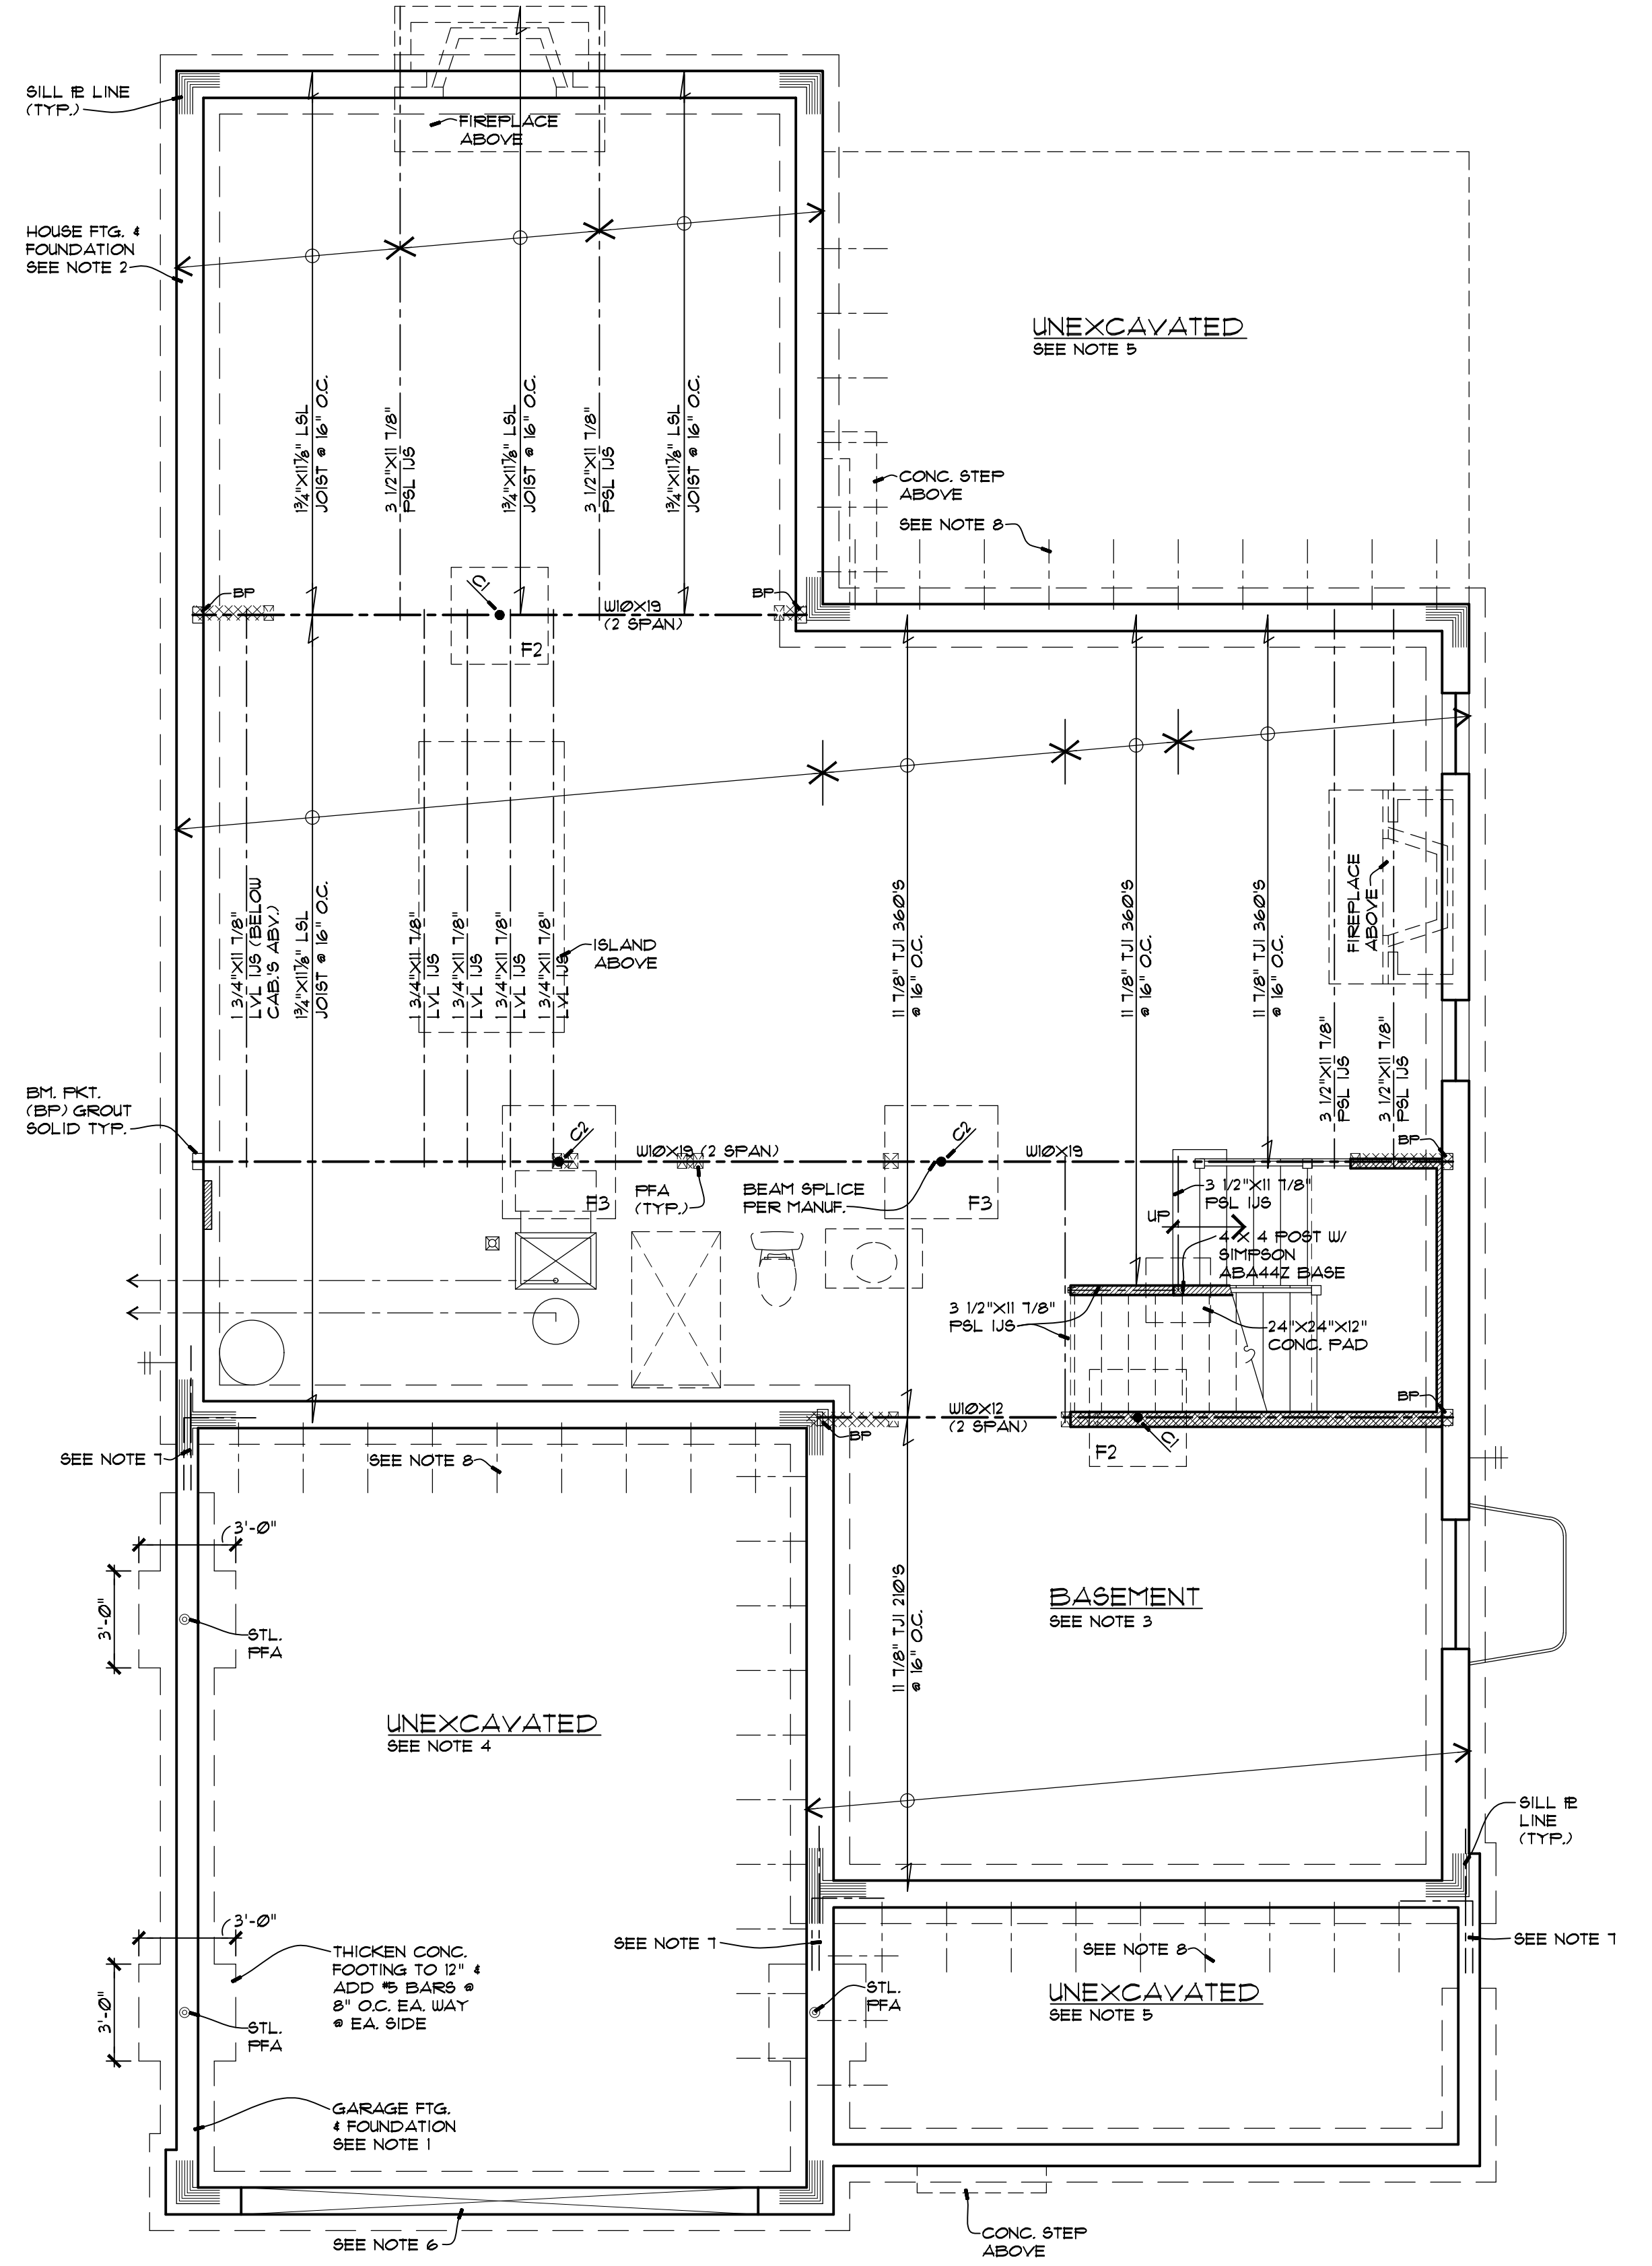 SILL PL LINE
(TYP.)
FIREPLACE
ABOVE
HOUSE FTG. &
FOUNDATION
SEE NOTE 2
UNEXCAVATED
SEE NOTE 5
1¾"X11⅞" LSL
JOIST @ 16" O.C.
3 1/2"X11 7/8"
PSL IJS
1¾"X11⅞" LSL
JOIST @ 16" O.C.
3 1/2"X11 7/8"
PSL IJS
1¾"X11⅞" LSL
JOIST @ 16" O.C.
CONC. STEP
ABOVE
SEE NOTE 8
BP
C1
W10X19
(2 SPAN)
BP
F2
1 3/4"X11 7/8"
LVL IJS (BELOW
CAB.'S ABV.)
1¾"X11⅞" LSL
JOIST @ 16" O.C.
1 3/4"X11 7/8"
LVL IJS
1 3/4"X11 7/8"
LVL IJS
1 3/4"X11 7/8"
LVL IJS
1 3/4"X11 7/8"
LVL IJS
ISLAND
ABOVE
11 7/8" TJI 360'S
@ 16" O.C.
11 7/8" TJI 360'S
@ 16" O.C.
11 7/8" TJI 360'S
@ 16" O.C.
FIREPLACE
ABOVE
3 1/2"X11 7/8"
PSL IJS
3 1/2"X11 7/8"
PSL IJS
BM. PKT.
(BP) GROUT
SOLID TYP.
C2
W10X19 (2 SPAN)
C2
W10X19
BP
F3
PFA
(TYP.)
BEAM SPLICE
PER MANUF.
F3
3 1/2"X11 7/8"
PSL IJS
UP
4 X 4 POST W/
SIMPSON
ABA44Z BASE
3 1/2"X11 7/8"
PSL IJS
24"X24"X12"
CONC. PAD
W10X12
(2 SPAN)
BP
BP
F2
C1
SEE NOTE 7
SEE NOTE 8
3'-0"
3'-0"
STL.
PFA
11 7/8" TJI 210'S
@ 16" O.C.
BASEMENT
SEE NOTE 3
UNEXCAVATED
SEE NOTE 4
SILL PL
LINE
(TYP.)
3'-0"
3'-0"
THICKEN CONC.
FOOTING TO 12" &
ADD #5 BARS @
8" O.C. EA. WAY
@ EA. SIDE
STL.
PFA
SEE NOTE 7
SEE NOTE 8
SEE NOTE 7
STL.
PFA
UNEXCAVATED
SEE NOTE 5
GARAGE FTG.
& FOUNDATION
SEE NOTE 1
SEE NOTE 6
CONC. STEP
ABOVE